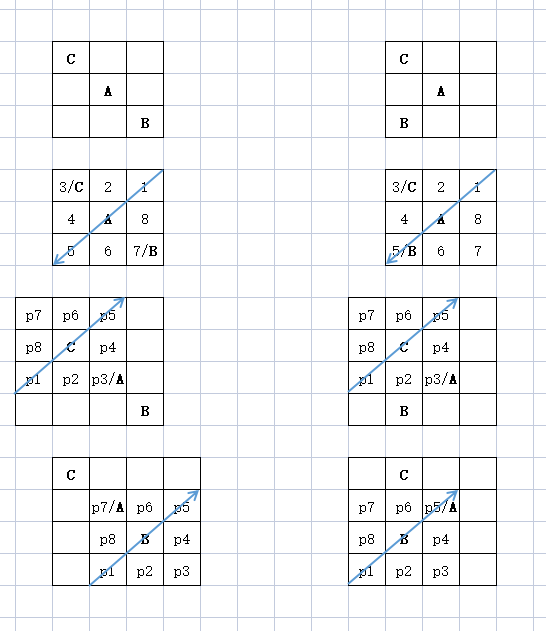 C C
A A
B B
3/C 2 1 3/C 2 1
4 A 8 4 A 8
5 6 7/B 5/B 6 7
p7 p6 p5 p7 p6 p5
p8 C p4 p8 C p4
p1 p2 p3/A p1 p2 p3/A
B B
C C
p7/A p6 p5 p7 p6 p5/A
p8 B p4 p8 B p4
p1 p2 p3 p1 p2 p3